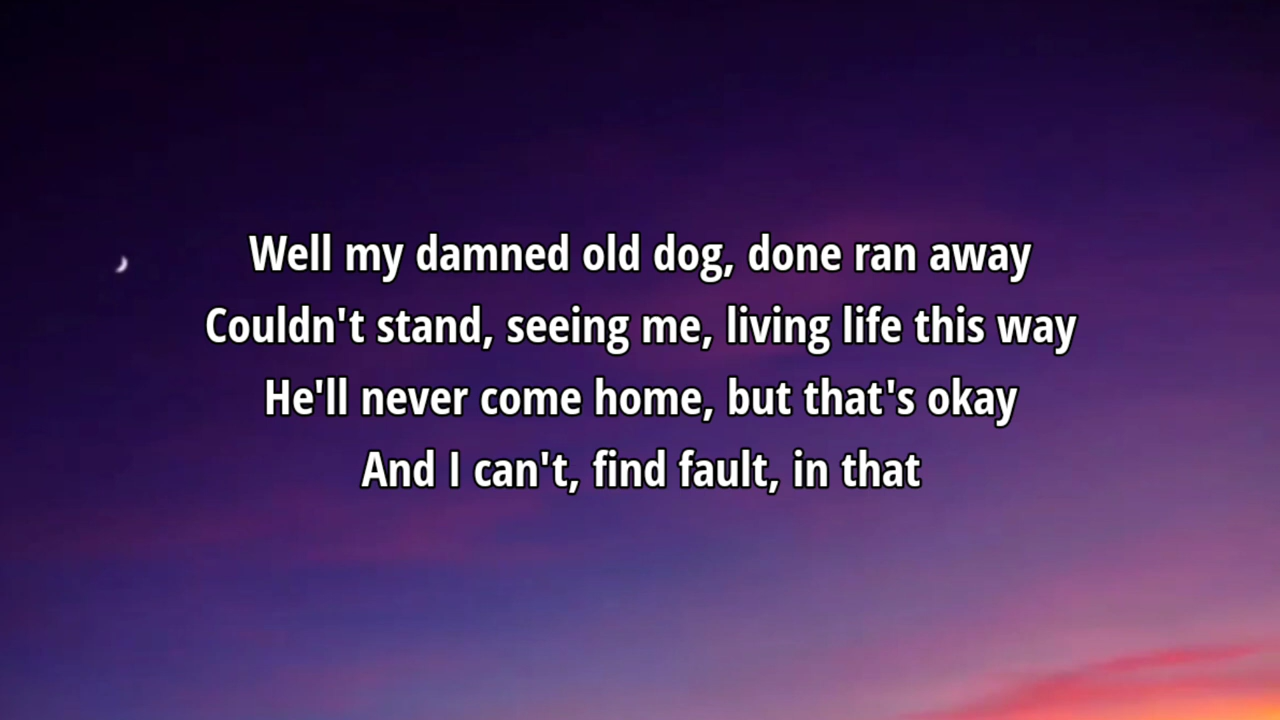 Well my damned old dog, done ran away
Couldn't stand, seeing me, living life this way
He'll never come home, but that's okay
And I can't, find fault, in that